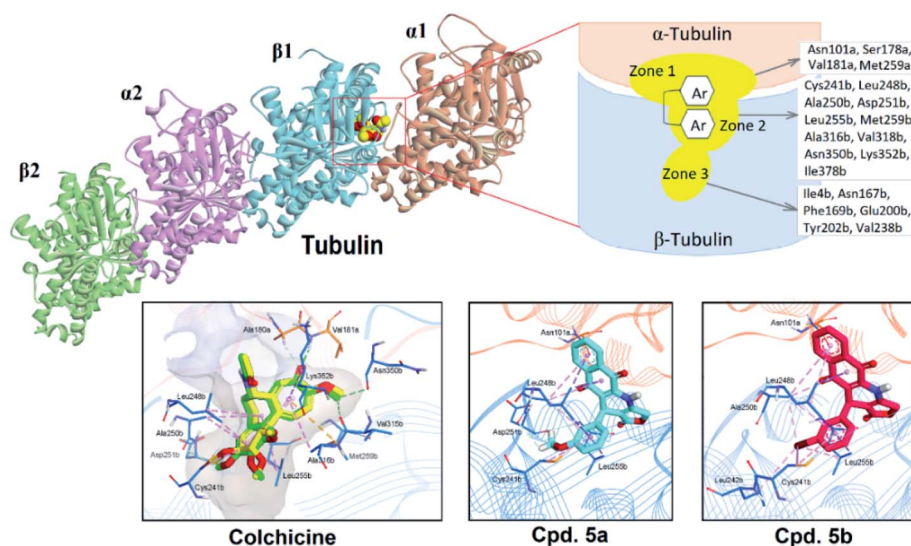 α1
β1
α2
β2
Tubulin
α-Tubulin
Zone 1
Ar
Ar
Zone 2
Zone 3
β-Tubulin
Asn101a, Ser178a,
Val181a, Met259a
Cys241b, Leu248b,
Ala250b, Asp251b,
Leu255b, Met259b,
Ala316b, Val318b,
Asn350b, Lys352b,
Ile378b
Ile4b, Asn167b,
Phe169b, Glu200b,
Tyr202b, Val238b
Ala180a
Val181a
Lys352b
Asn350b
Leu248b
Ala250b
Asp251b
Cys241b
Leu255b
Ala316b
Met259b
Val315b
Colchicine
Asn101a
Leu248b
Asp251b
Cys241b
Leu255b
Cpd. 5a
Asn101a
Leu248b
Ala250b
Leu242b
Cys241b
Leu255b
Cpd. 5b